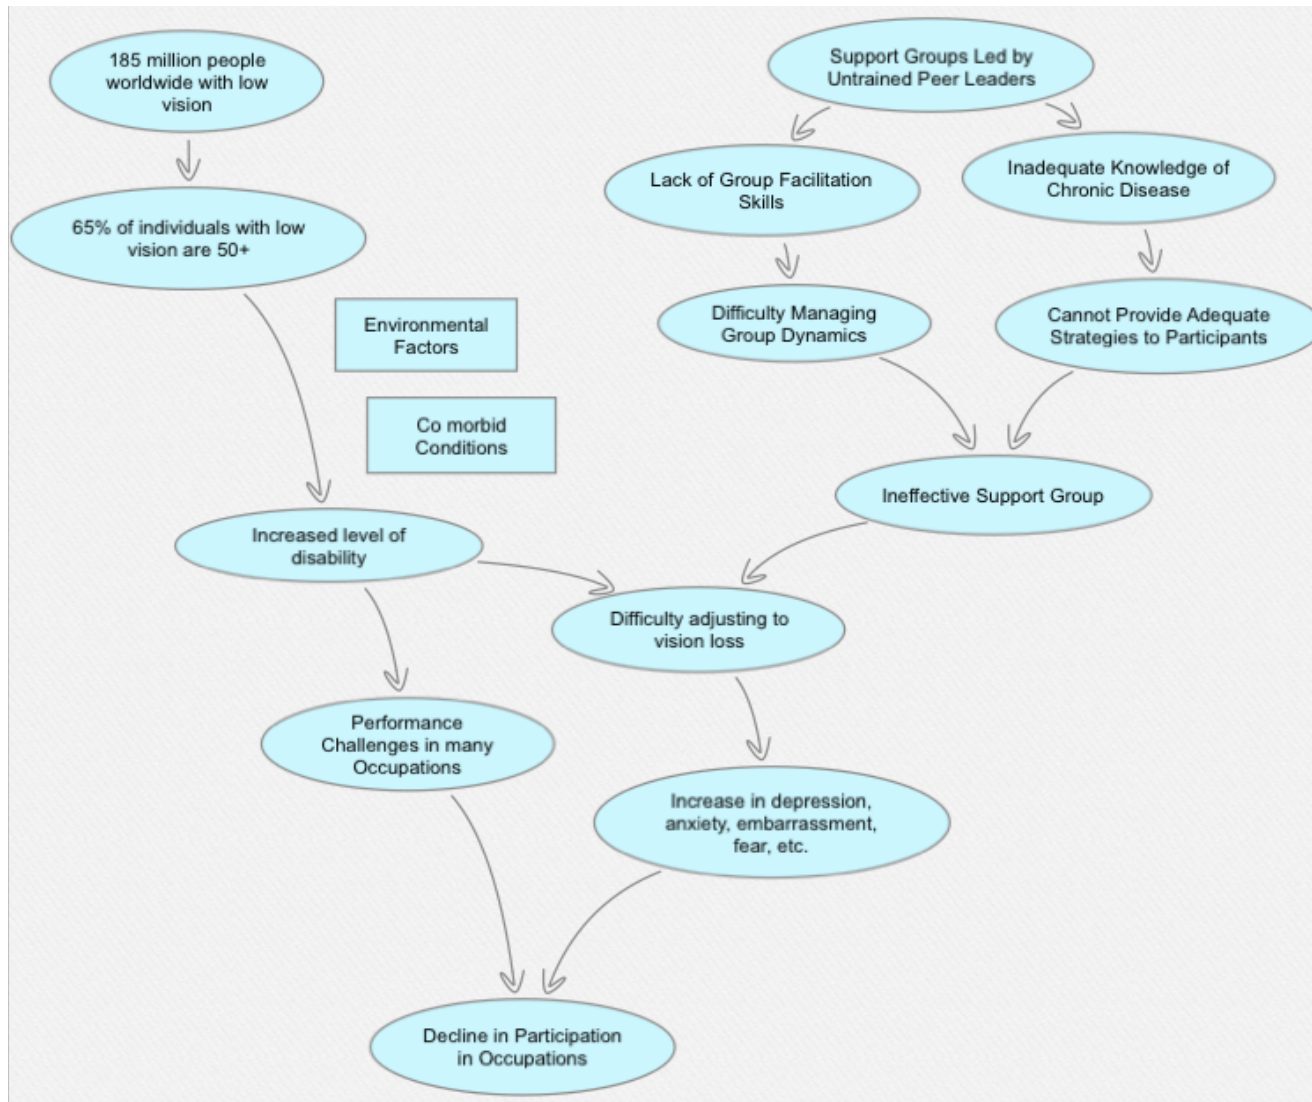 185 million people
worldwide with low
vision
Support Groups Led by
Untrained Peer Leaders
Lack of Group Facilitation
Skills
Inadequate Knowledge of
Chronic Disease
65% of individuals with low
vision are 50+
Environmental
Factors
Difficulty Managing
Group Dynamics
Cannot Provide Adequate
Strategies to Participants
Co morbid
Conditions
Ineffective Support Group
Increased level of
disability
Difficulty adjusting to
vision loss
Performance
Challenges in many
Occupations
Increase in depression,
anxiety, embarrassment,
fear, etc.
Decline in Participation
in Occupations